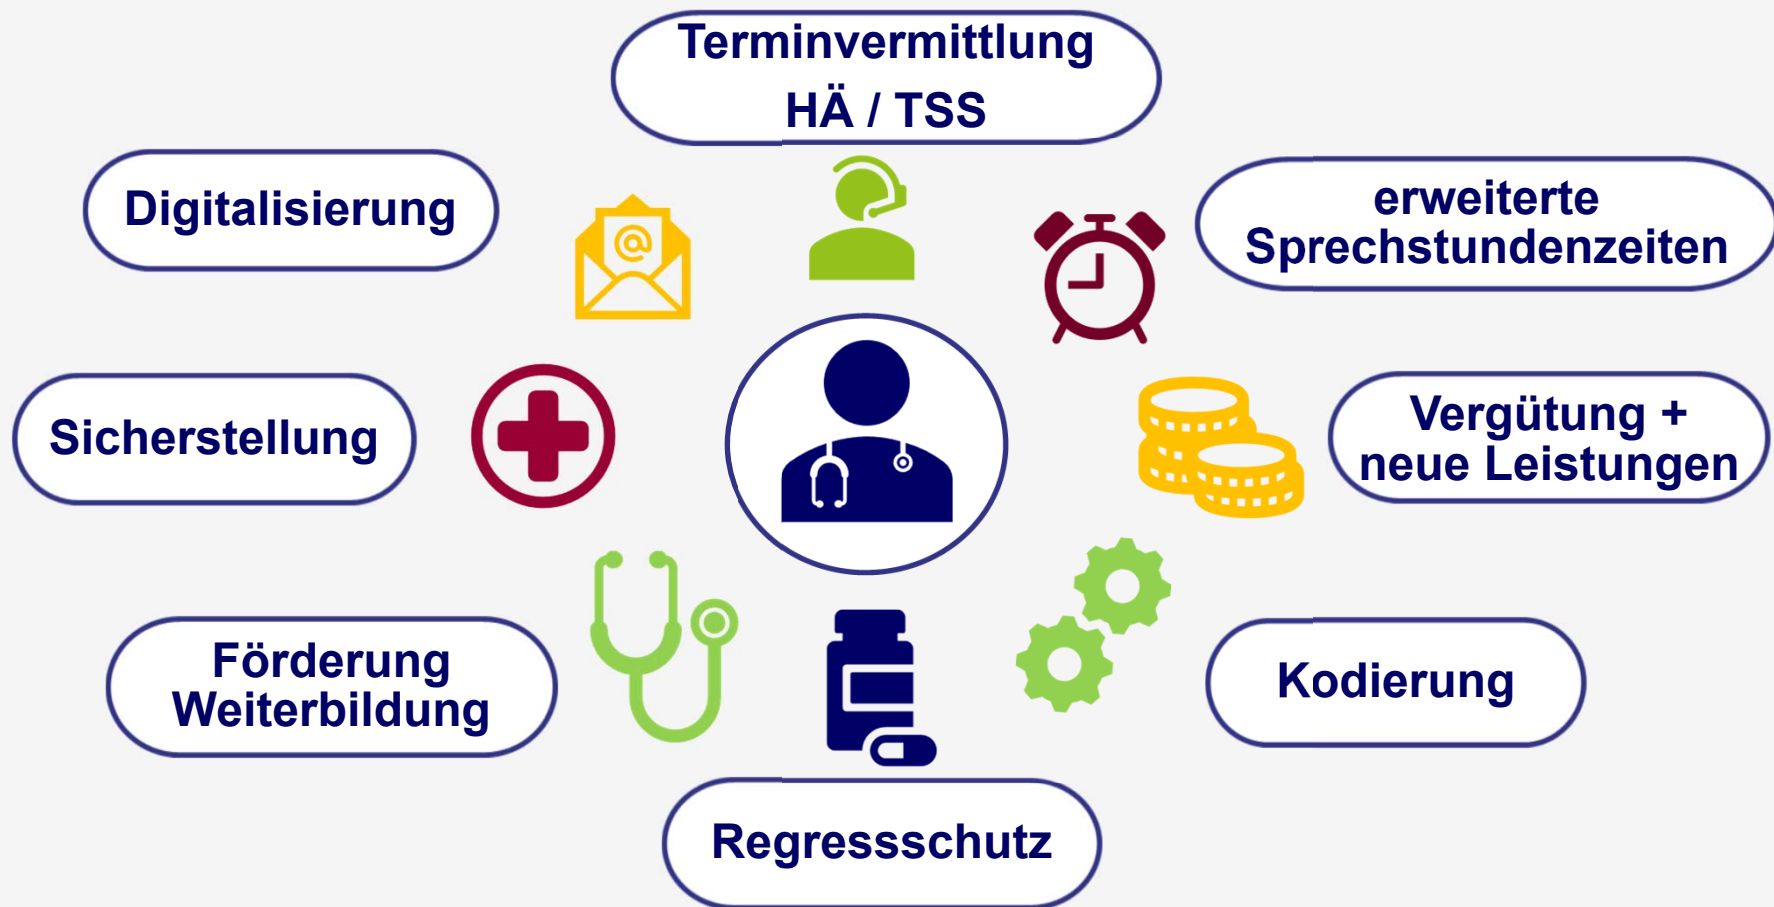 Terminvermittlung
HÄ / TSS
Digitalisierung
erweiterte
Sprechstundenzeiten
@
Sicherstellung
Vergütung +
neue Leistungen
Förderung
Weiterbildung
Kodierung
Regressschutz